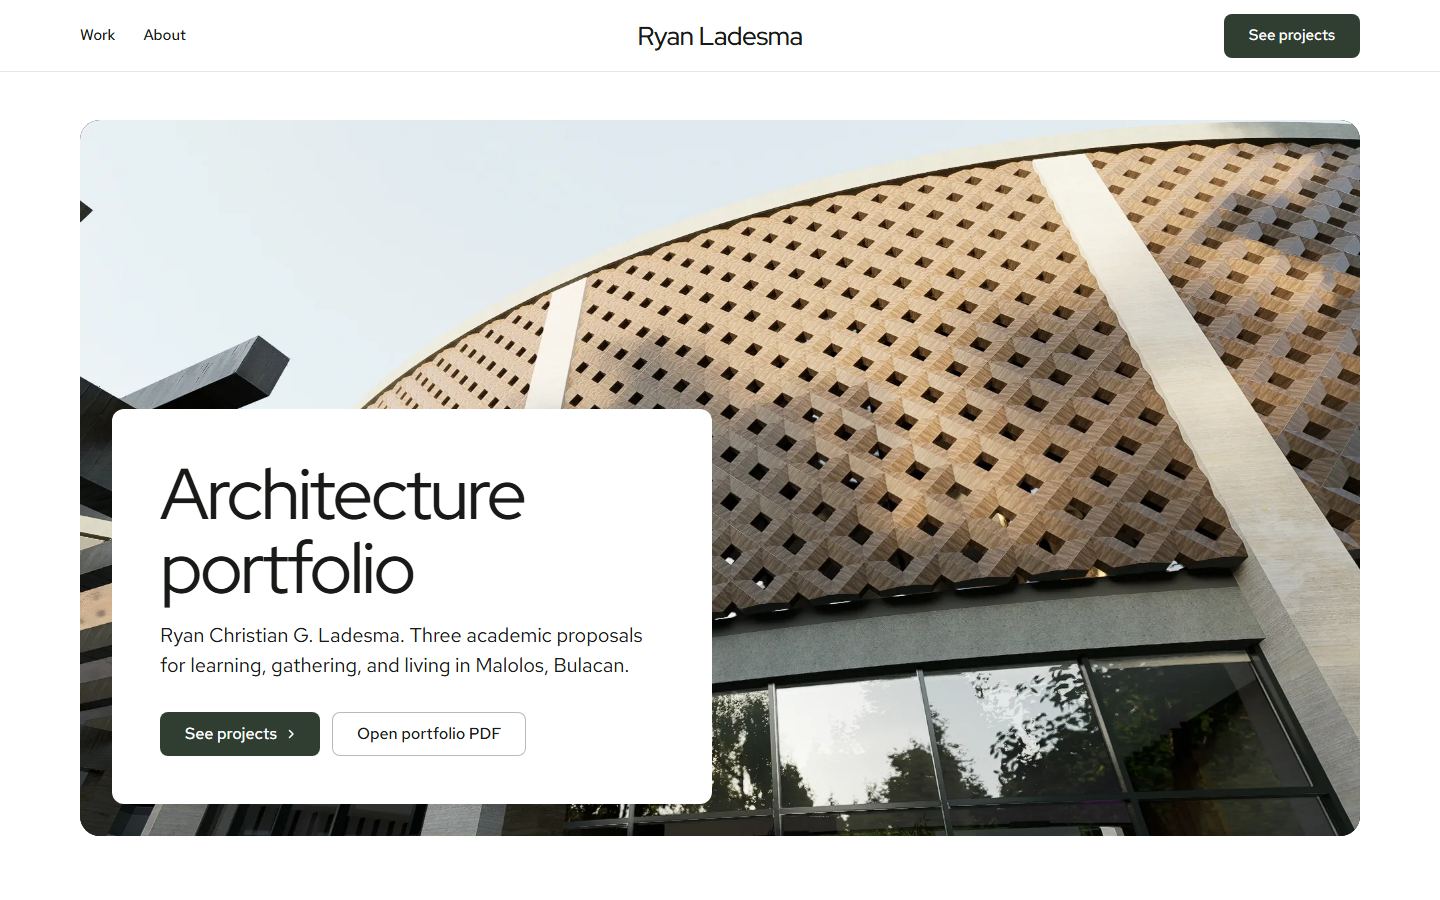 Work
About
Ryan Ladesma
See projects
Architecture
portfolio
Ryan Christian G. Ladesma. Three academic proposals
for learning, gathering, and living in Malolos, Bulacan.
See projects
Open portfolio PDF